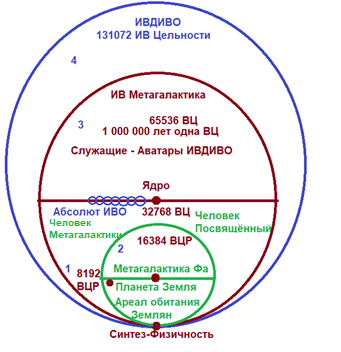 ИВДИВО
131072 ИВ Цельности
4
ИВ Метагалактика
3
65536 ВЦ
1 000 000 лет одна ВЦ
Служащие - Аватары ИВДИВО
Ядро
Абсолют ИВО
32768 ВЦ
Человек
Посвящённый
Человек
Метагалактики
2
16384 ВЦР
1
8192
ВЦР
Метагалактика Фа
Планета Земля
Ареал обитания
Землян
Синтез-Физичность